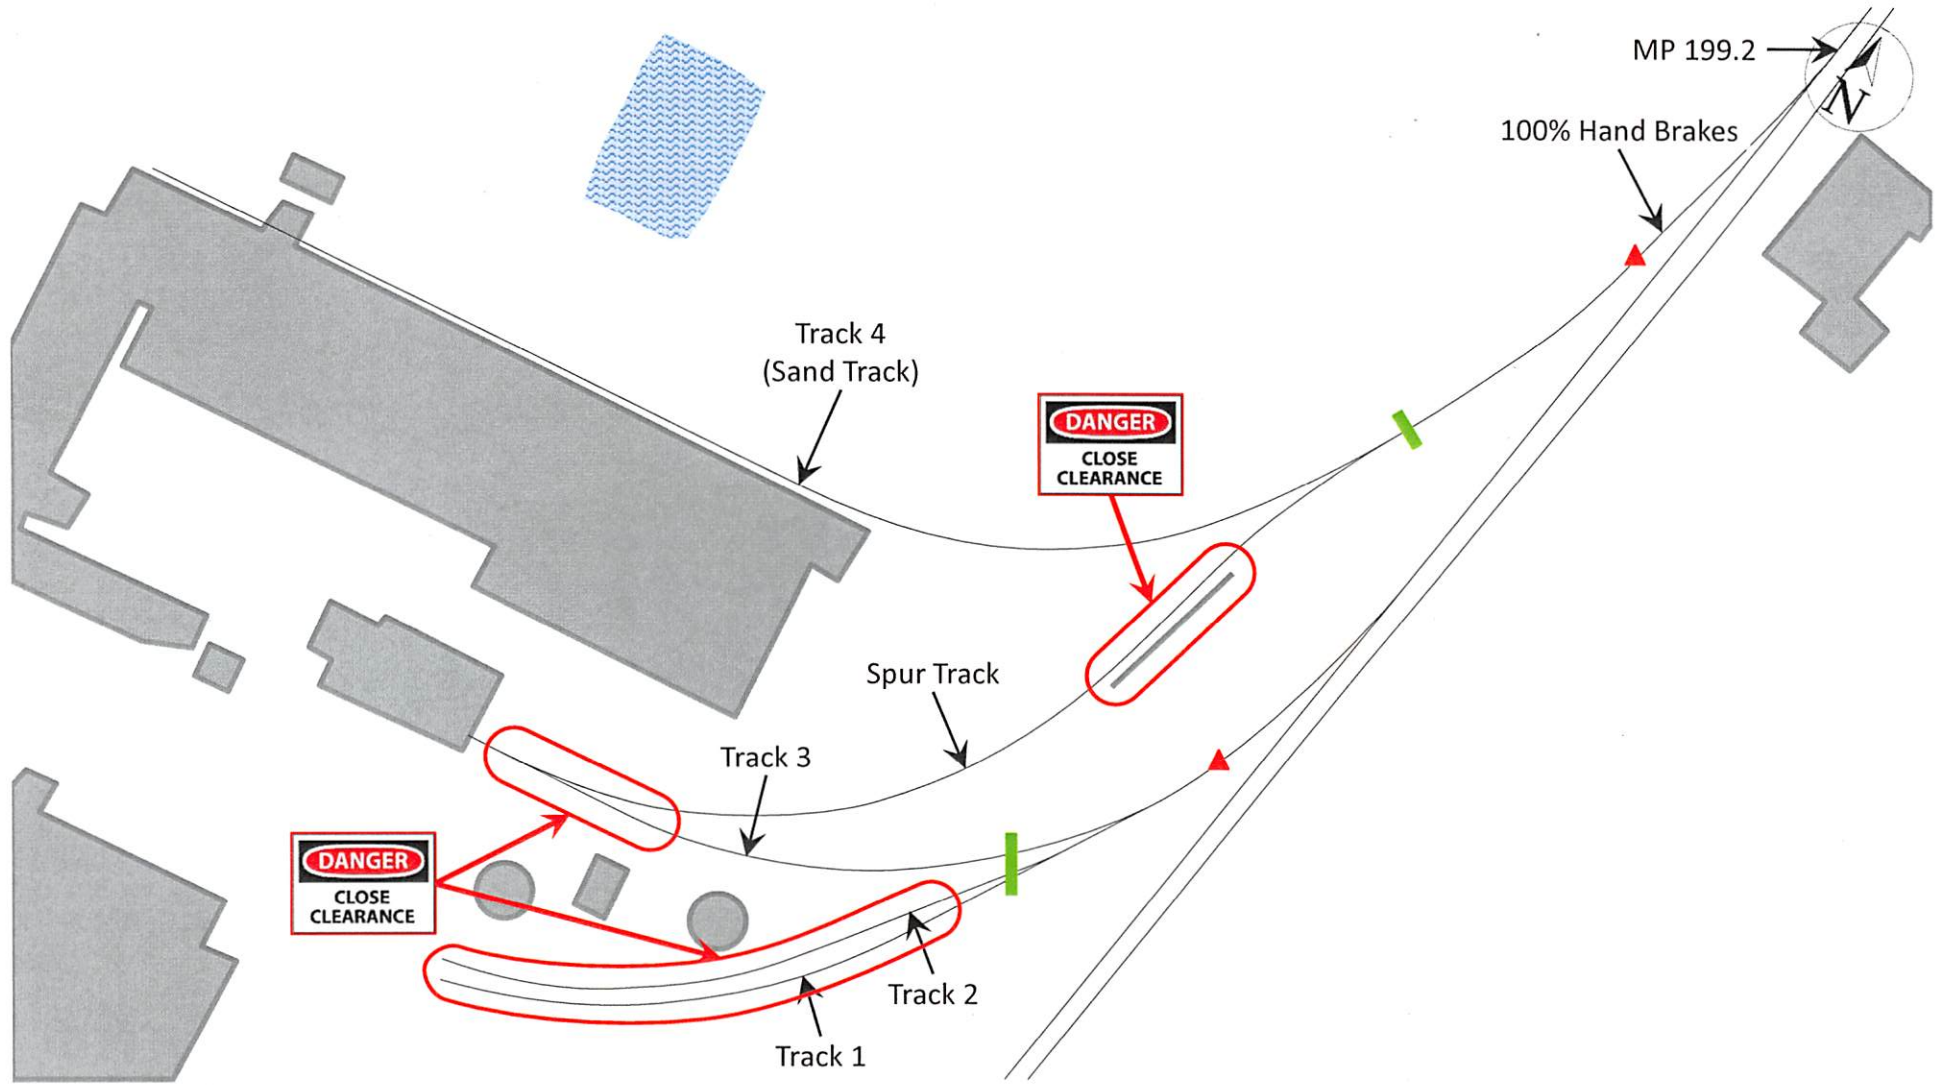 MP 199.2
N
100% Hand Brakes
Track 4
(Sand Track)
DANGER
CLOSE
CLEARANCE
Spur Track
Track 3
DANGER
CLOSE
CLEARANCE
Track 2
Track 1